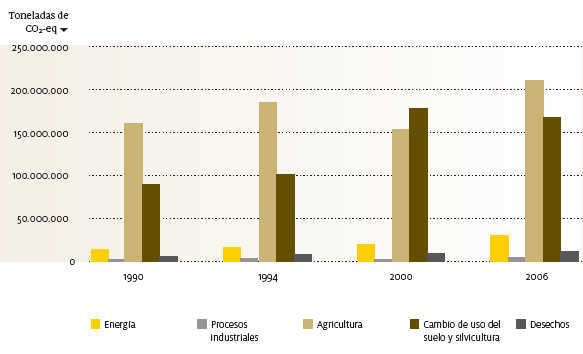 Toneladas de
CO₂-eq
250.000.000
200.000.000
150.000.000
100.000.000
50.000.000
0
1990 1994 2000 2006
Energía Procesos Agricultura Cambio de uso del Desechos
industriales suelo y silvicultura